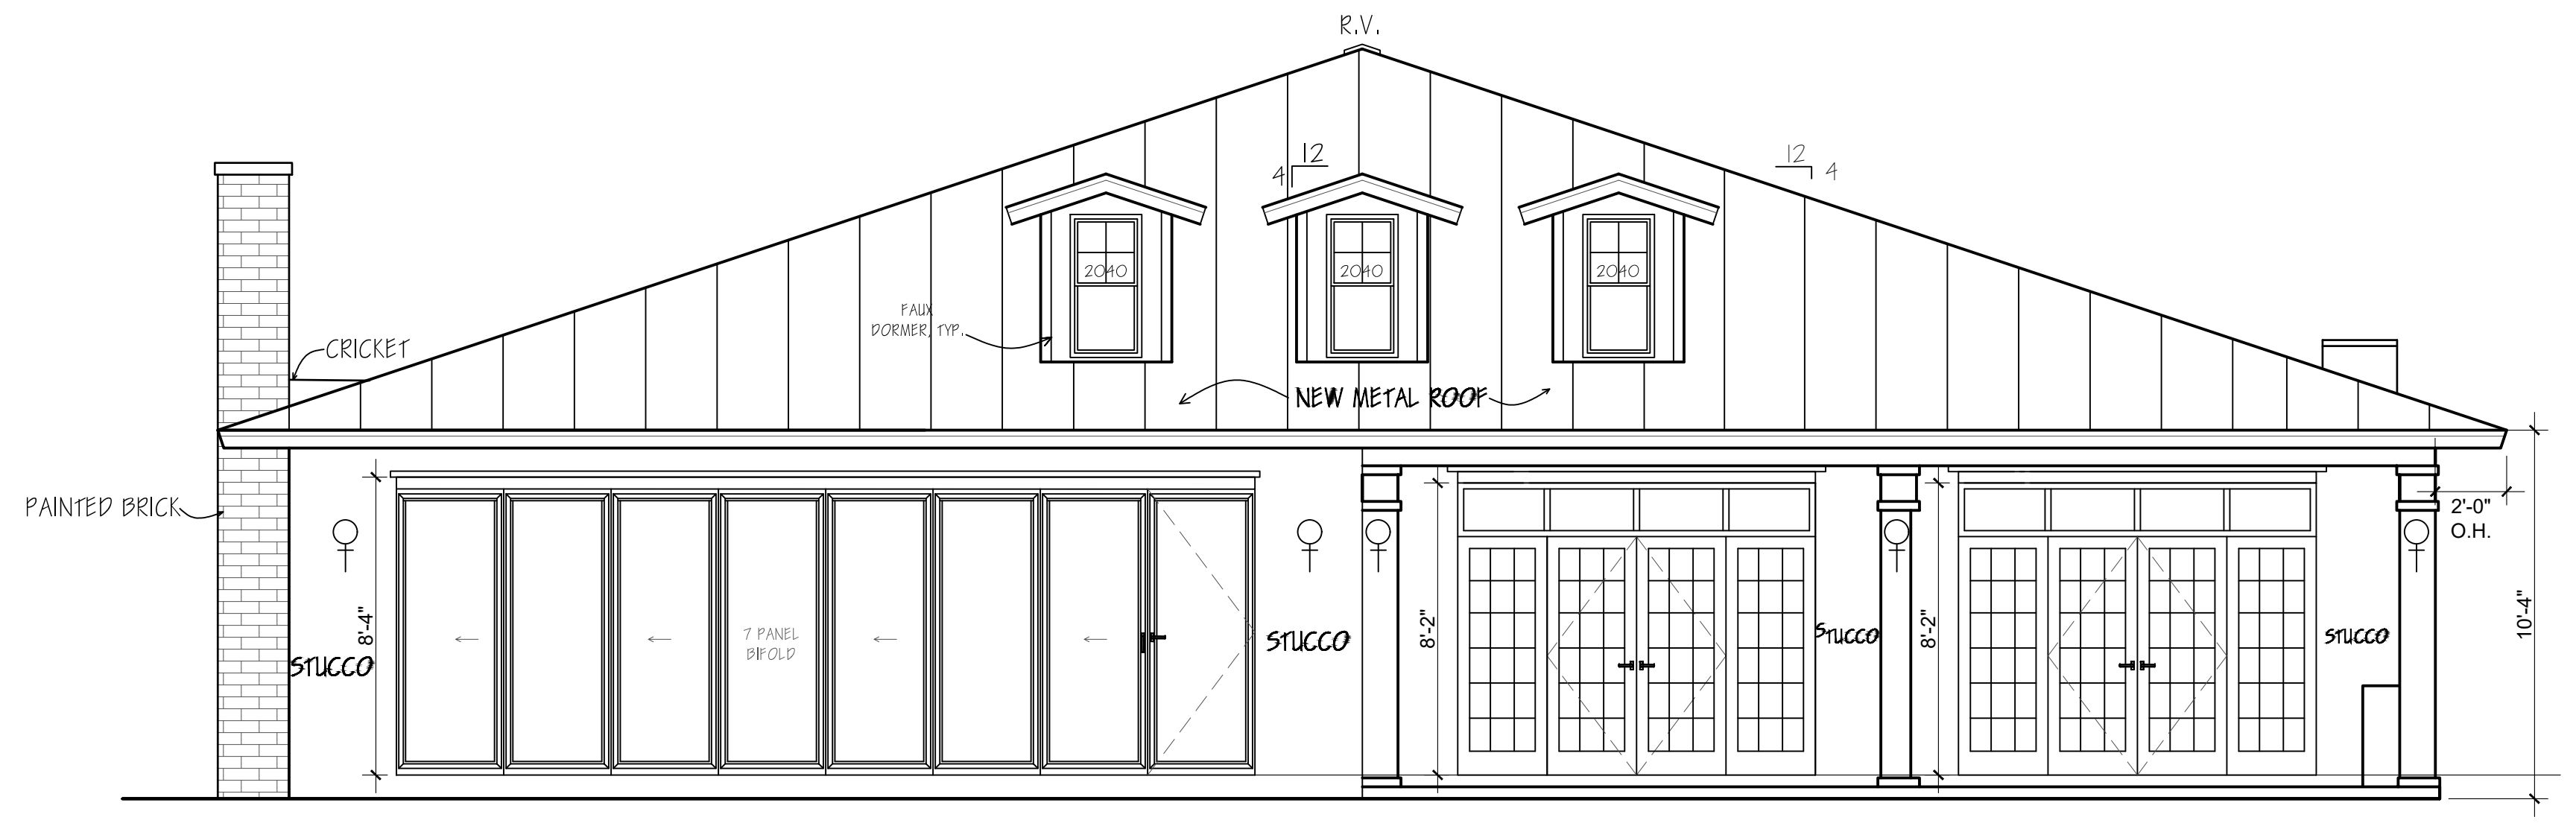 R.V.
12
4
12
4
2040
2040
2040
FAUX
DORMER, TYP.
CRICKET
NEW METAL ROOF
PAINTED BRICK
2'-0"
O.H.
8'-4"
7 PANEL
BIFOLD
STUCCO
STUCCO
8'-2"
STUCCO
8'-2"
STUCCO
10'-4"